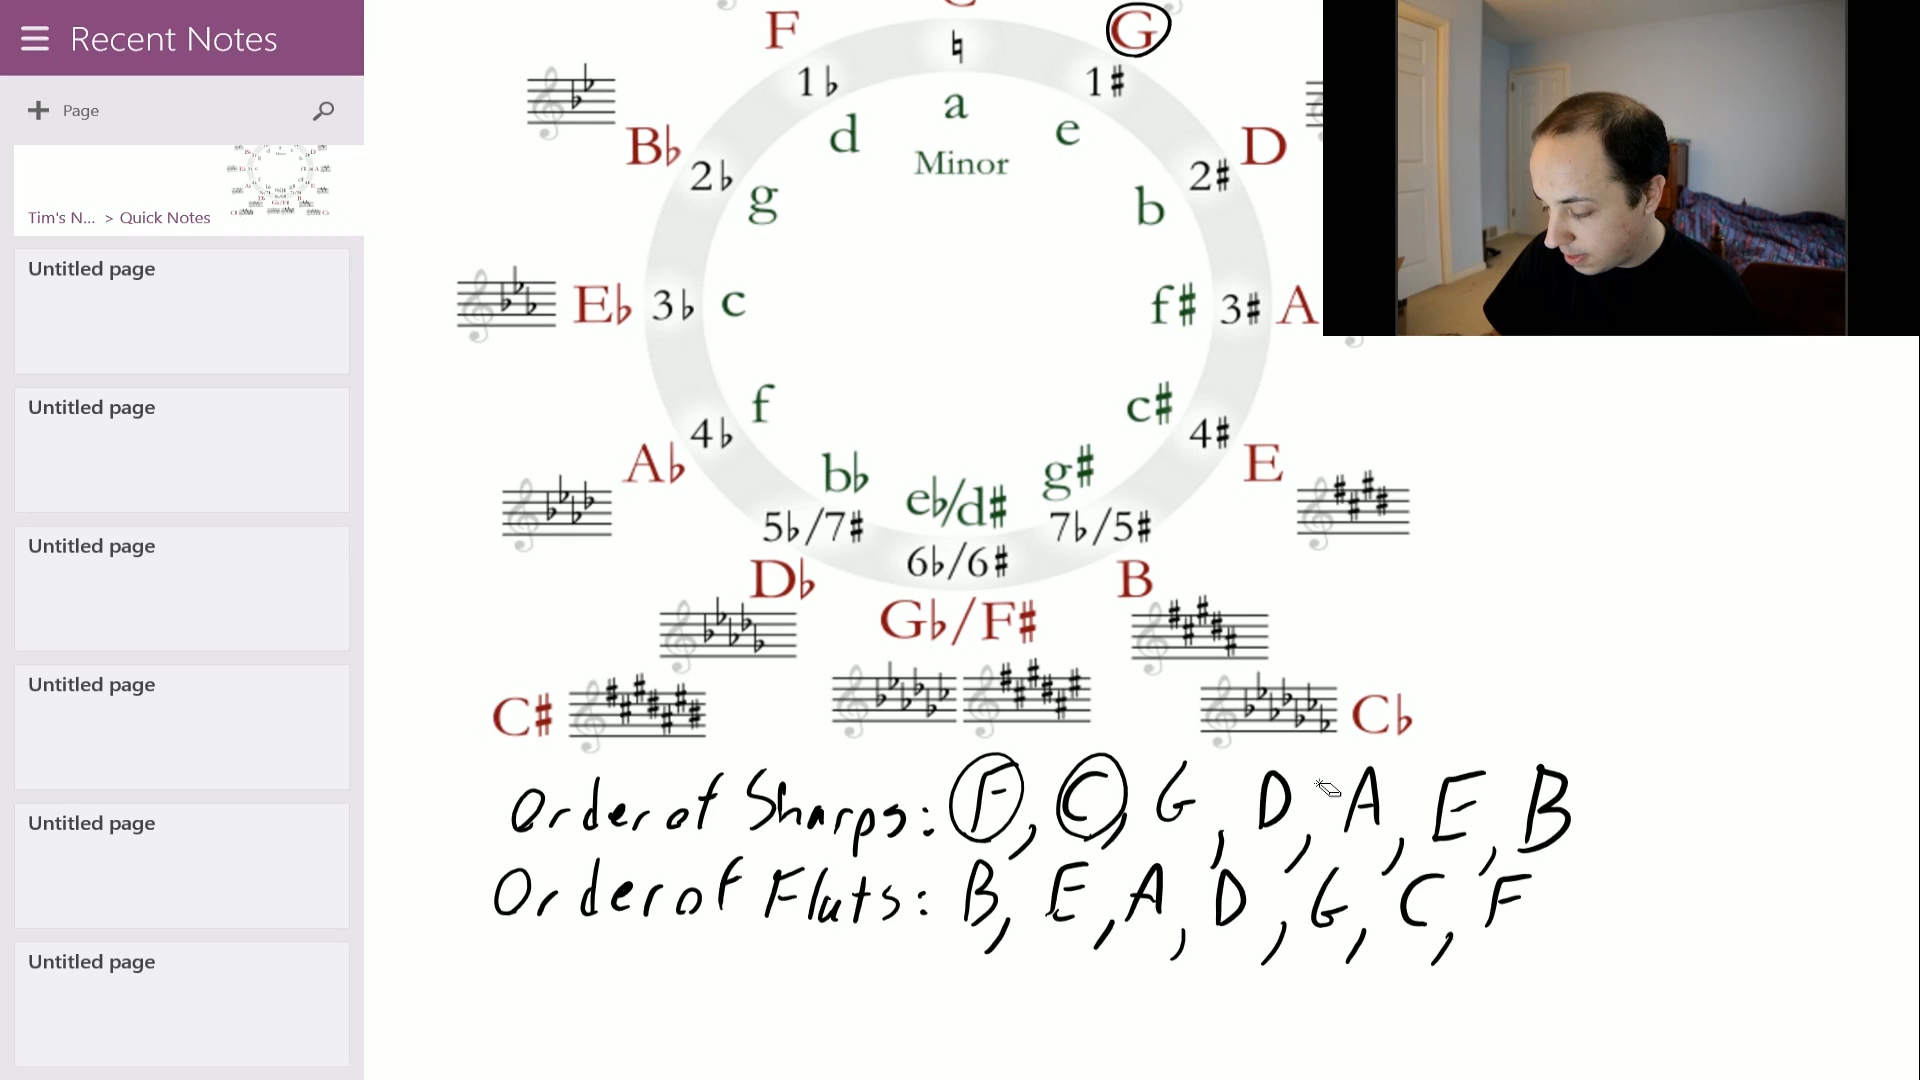 Recent Notes
Page
Tim's N... > Quick Notes
Untitled page
Untitled page
Untitled page
Untitled page
Untitled page
Untitled page
F
G
♮
1♭
1♯
a
d
e
Minor
B♭
D
2♭
2♯
g
b
E♭ 3♭ c
f♯ 3♯ A
f
c♯
4♭
4♯
A♭
E
b♭
g♯
e♭/d♯
5♭/7♯
7♭/5♯
6♭/6♯
D♭
B
G♭/F♯
C♯
C♭
Order of Sharps: F, C, G, D, A, E, B
Order of Flats: B, E, A, D, G, C, F